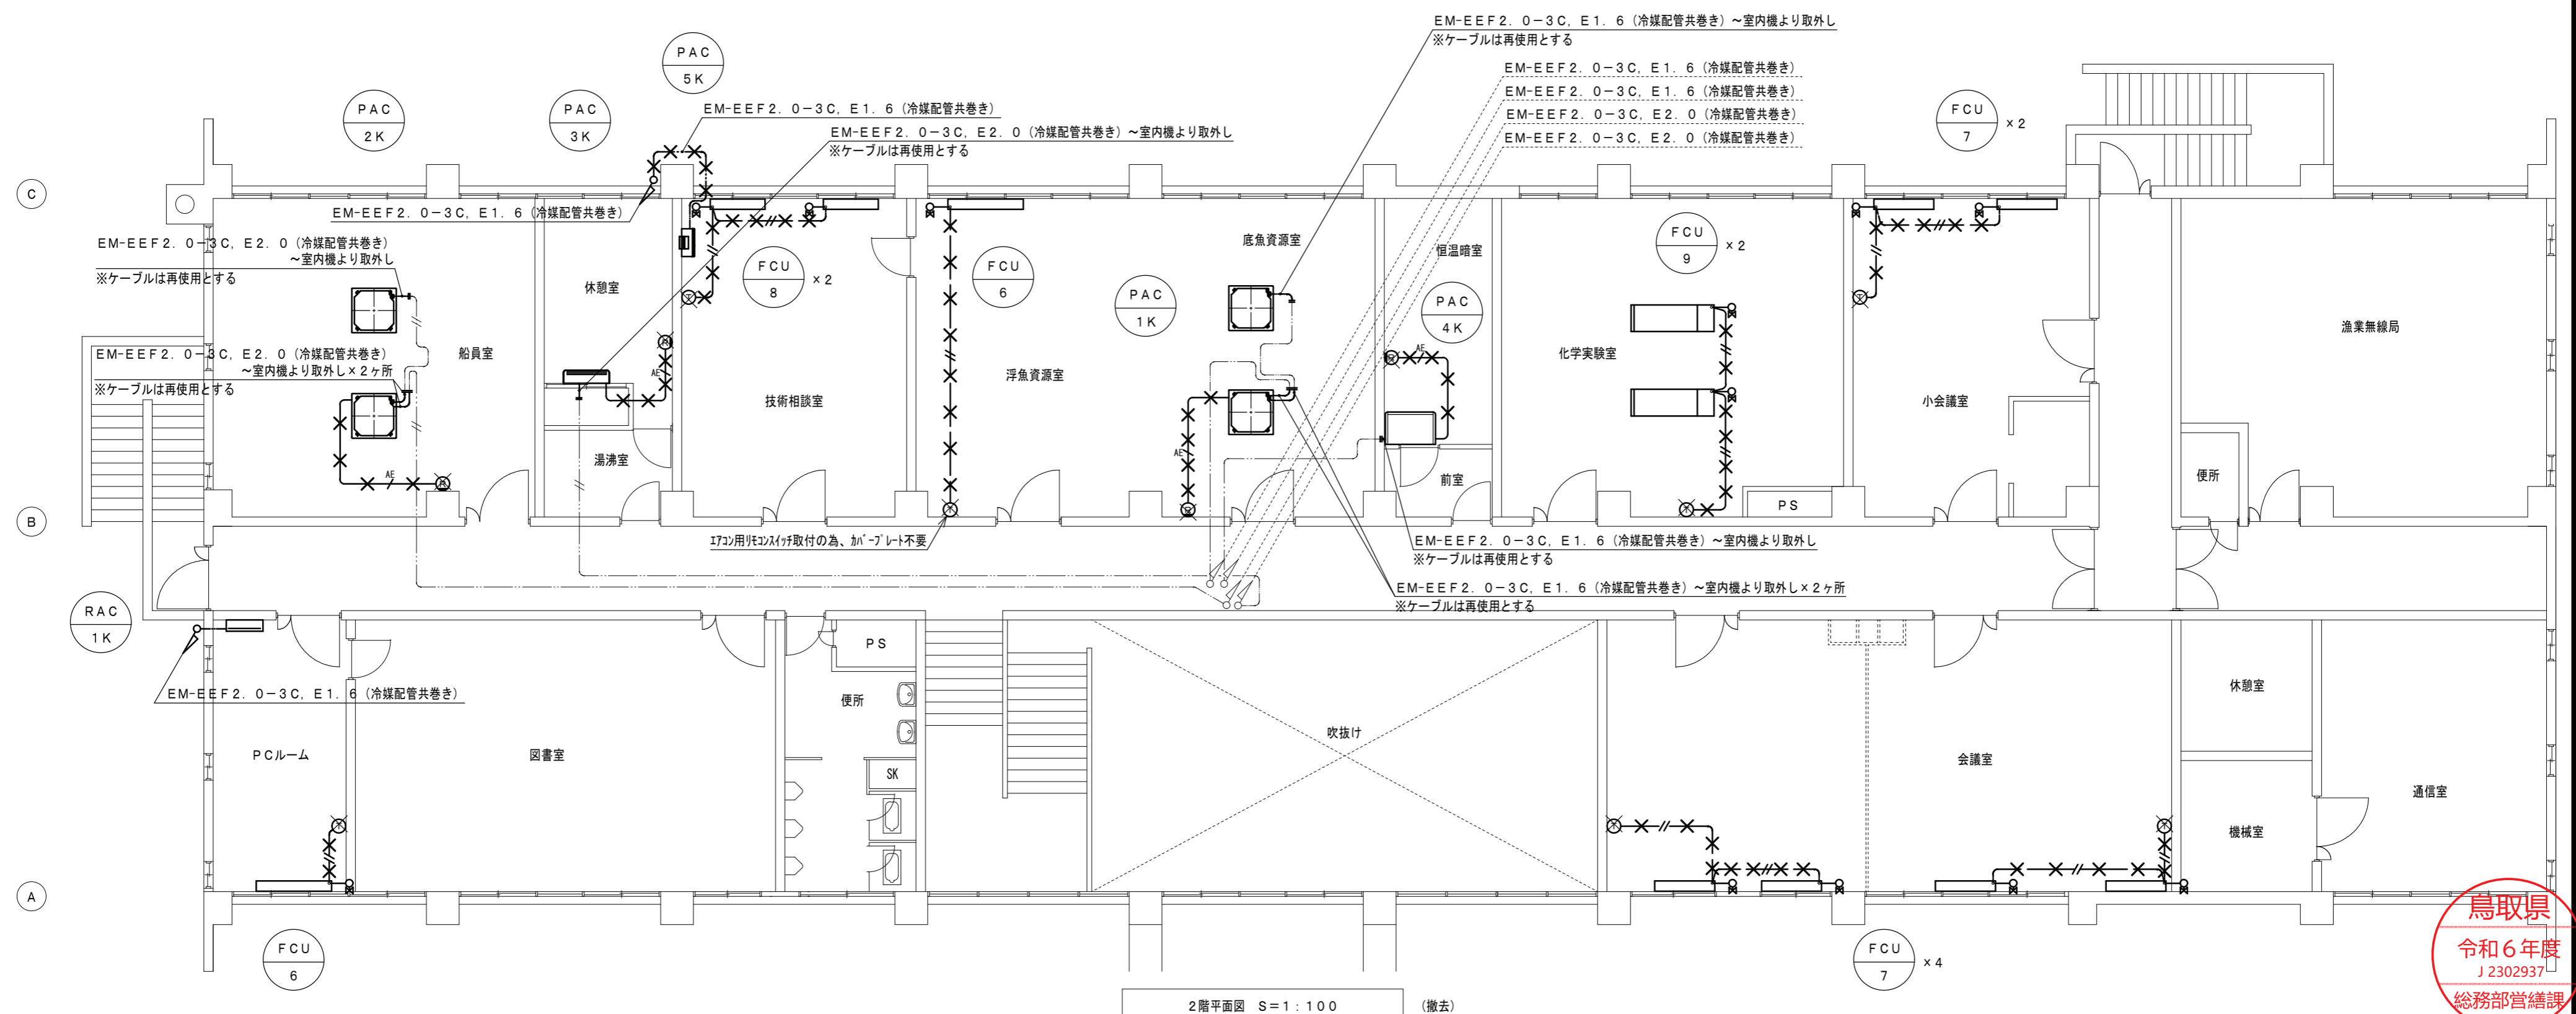 EM-EEF2.0-3C, E1.6 (冷媒配管共巻き) ~室内機より取外し
※ケーブルは再使用とする
PAC
5K
EM-EEF2.0-3C, E1.6 (冷媒配管共巻き)
EM-EEF2.0-3C, E1.6 (冷媒配管共巻き)
EM-EEF2.0-3C, E2.0 (冷媒配管共巻き)
EM-EEF2.0-3C, E2.0 (冷媒配管共巻き)
PAC
2K
PAC
3K
EM-EEF2.0-3C, E1.6 (冷媒配管共巻き)
EM-EEF2.0-3C, E2.0 (冷媒配管共巻き) ~室内機より取外し
※ケーブルは再使用とする
FCU
7
×2
C
EM-EEF2.0-3C, E1.6 (冷媒配管共巻き)
EM-EEF2.0-3C, E2.0 (冷媒配管共巻き)
~室内機より取外し
※ケーブルは再使用とする
休憩室
FCU
8
×2
FCU
6
底魚資源室
PAC
1K
恒温暗室
PAC
4K
FCU
9
×2
漁業無線局
EM-EEF2.0-3C, E2.0 (冷媒配管共巻き)
~室内機より取外し×2ヶ所
※ケーブルは再使用とする
船員室
AE
AE
化学実験室
浮魚資源室
技術相談室
小会議室
湯沸室
AE
AE
前室
便所
PS
B
エアコン用リモコンスイッチ取付の為、カバープレート不要
EM-EEF2.0-3C, E1.6 (冷媒配管共巻き) ~室内機より取外し
※ケーブルは再使用とする
EM-EEF2.0-3C, E1.6 (冷媒配管共巻き) ~室内機より取外し×2ヶ所
※ケーブルは再使用とする
RAC
1K
PS
EM-EEF2.0-3C, E1.6 (冷媒配管共巻き)
便所
休憩室
吹抜け
PCルーム
図書室
会議室
SK
通信室
機械室
A
FCU
6
FCU
7
×4
鳥取県
令和6年度
J 2302937
総務部営繕課
2階平面図 S=1:100
(撤去)